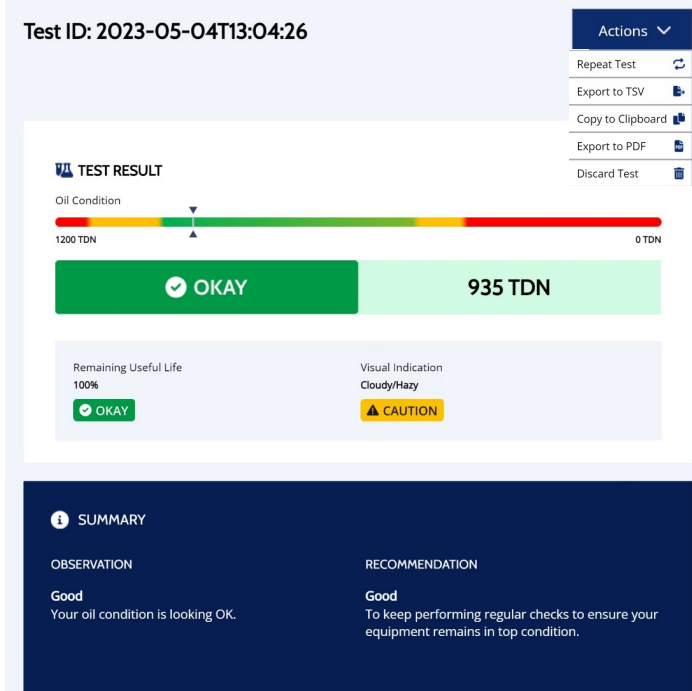 Test ID: 2023-05-04T13:04:26
Actions
Repeat Test
Export to TSV
Copy to Clipboard
Export to PDF
Discard Test
TEST RESULT
Oil Condition
1200 TDN
0 TDN
OKAY
935 TDN
Remaining Useful Life
100%
OKAY
Visual Indication
Cloudy/Hazy
CAUTION
SUMMARY
OBSERVATION
Good
Your oil condition is looking OK.
RECOMMENDATION
Good
To keep performing regular checks to ensure your
equipment remains in top condition.